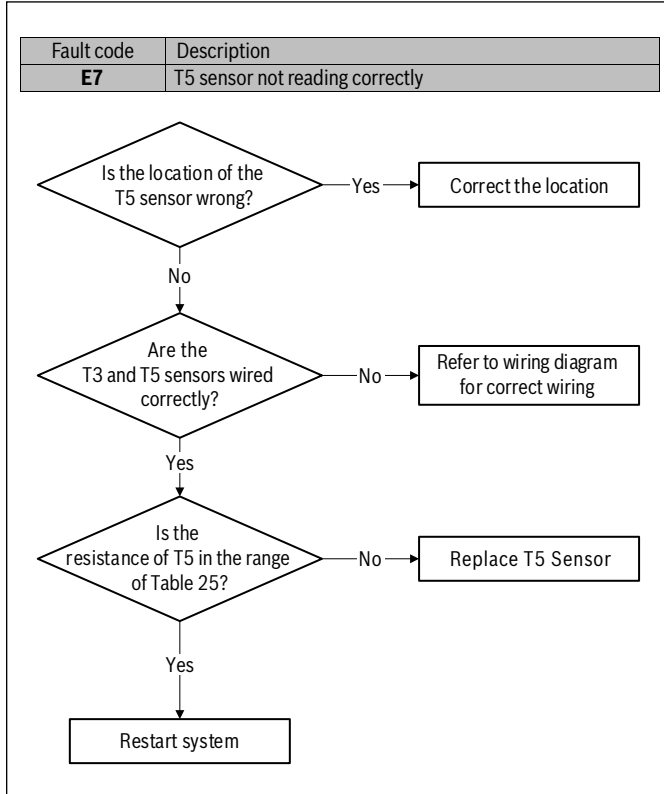 Fault code Description
E7 T5 sensor not reading correctly
Is the location of the
T5 sensor wrong?
Yes
Correct the location
No
Are the
T3 and T5 sensors wired
correctly?
No
Refer to wiring diagram
for correct wiring
Yes
Is the
resistance of T5 in the range
of Table 25?
No
Replace T5 Sensor
Yes
Restart system